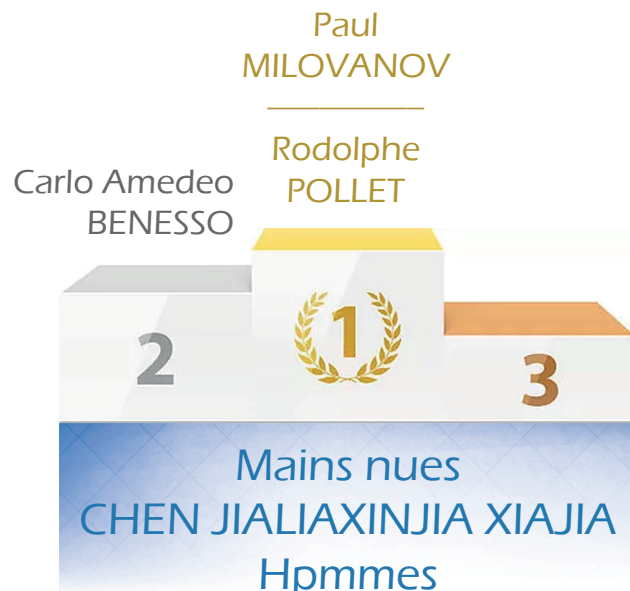 Paul
MILOVANOV
Rodolphe
POLLET
Carlo Amedeo
BENESSO
1
2
3
Mains nues
CHEN JIALIAXINJIA XIAJIA
Hpmmes